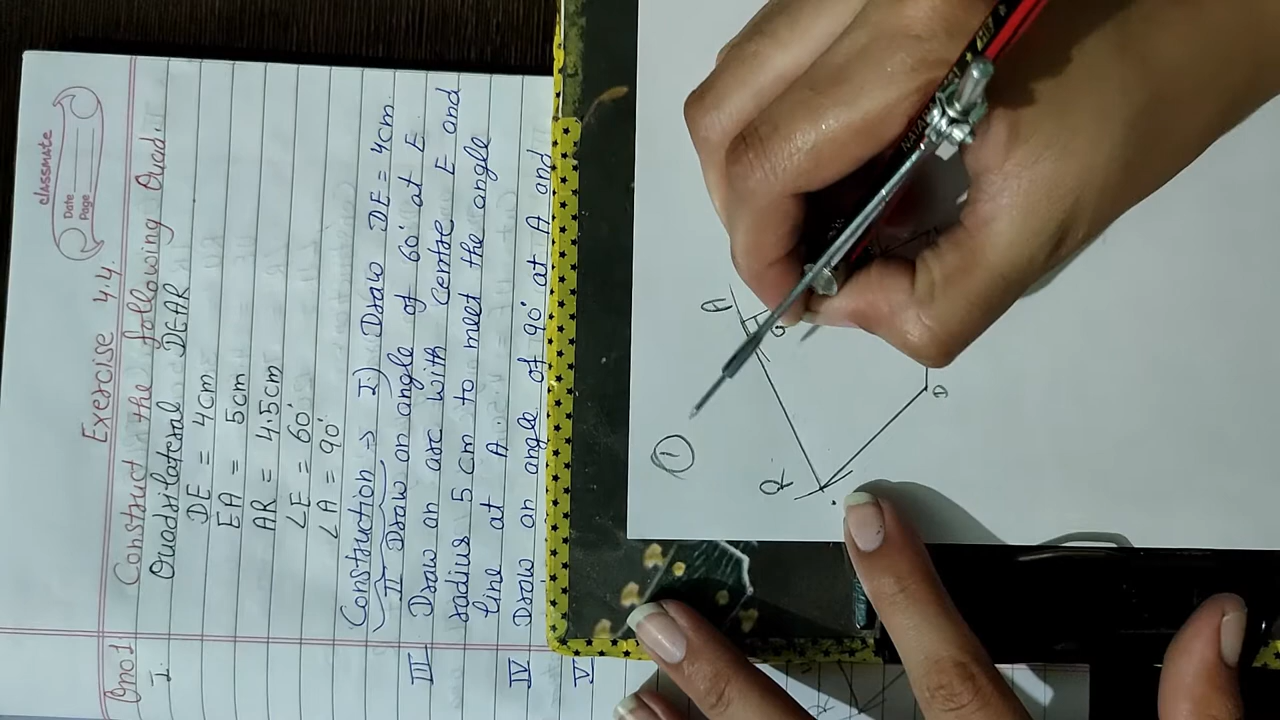 classmate
Date
Page
Exercise 4.4.
Qno1 Construct the following Quad.
I. Quadrilateral DEAR
DE = 4cm
EA = 5cm
AR = 4.5cm
∠E = 60°
∠A = 90°
Construction ⇒ I) Draw DE = 4cm.
II Draw an angle of 60° at E
III Draw an arc with centre E and
radius 5 cm to meet the angle
line at A.
IV Draw an angle of 90° at A and
V
1
A
R
D
NATARAJ